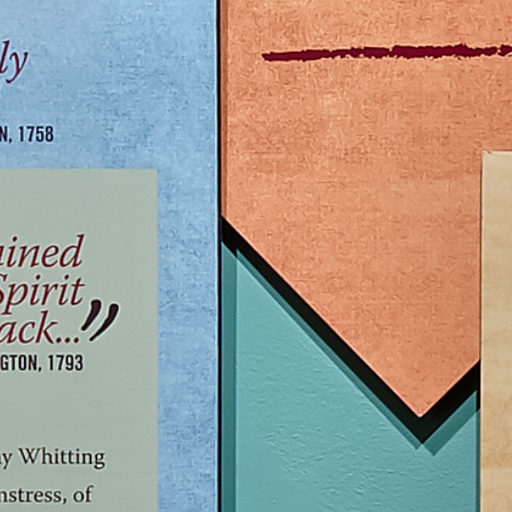 ly
N, 1758
ained
Spirit
ack...”
GTON, 1793
y Whitting
nstress, of